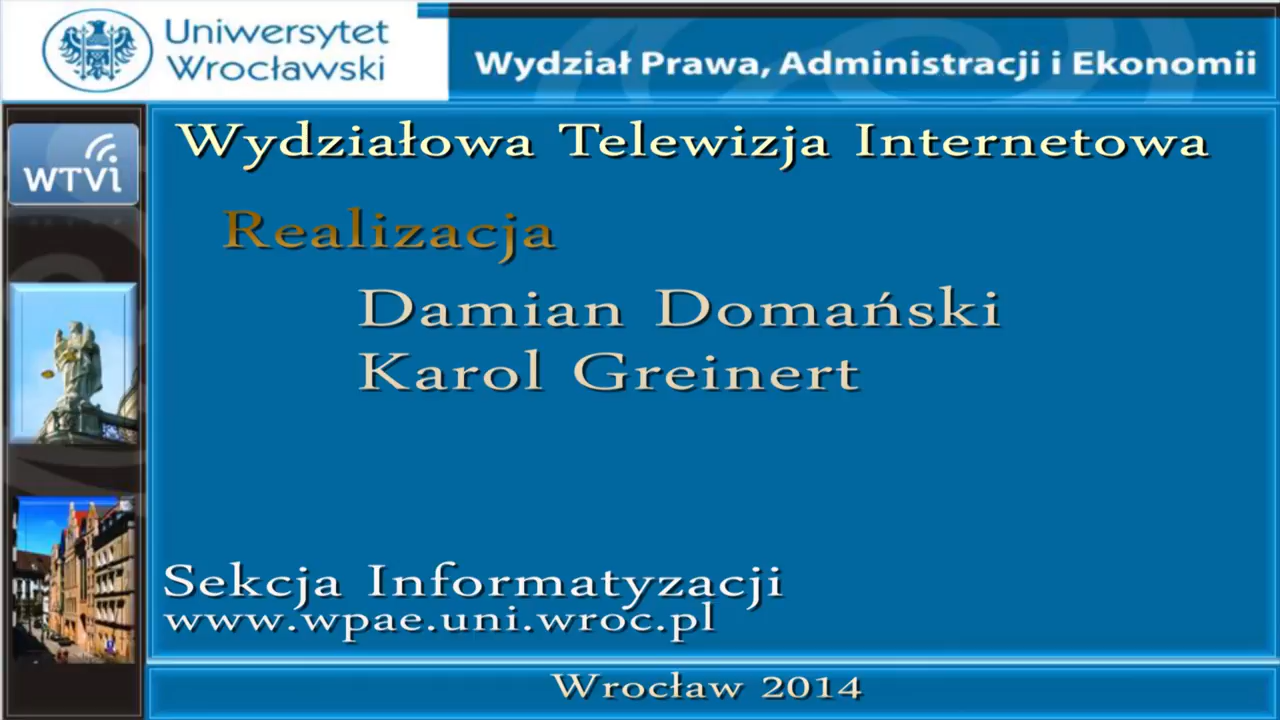 Uniwersytet
Wrocławski
Wydział Prawa, Administracji i Ekonomii
WTVi
Wydziałowa Telewizja Internetowa
Realizacja
Damian Domański
Karol Greinert
Sekcja Informatyzacji
www.wpae.uni.wroc.pl
Wrocław 2014